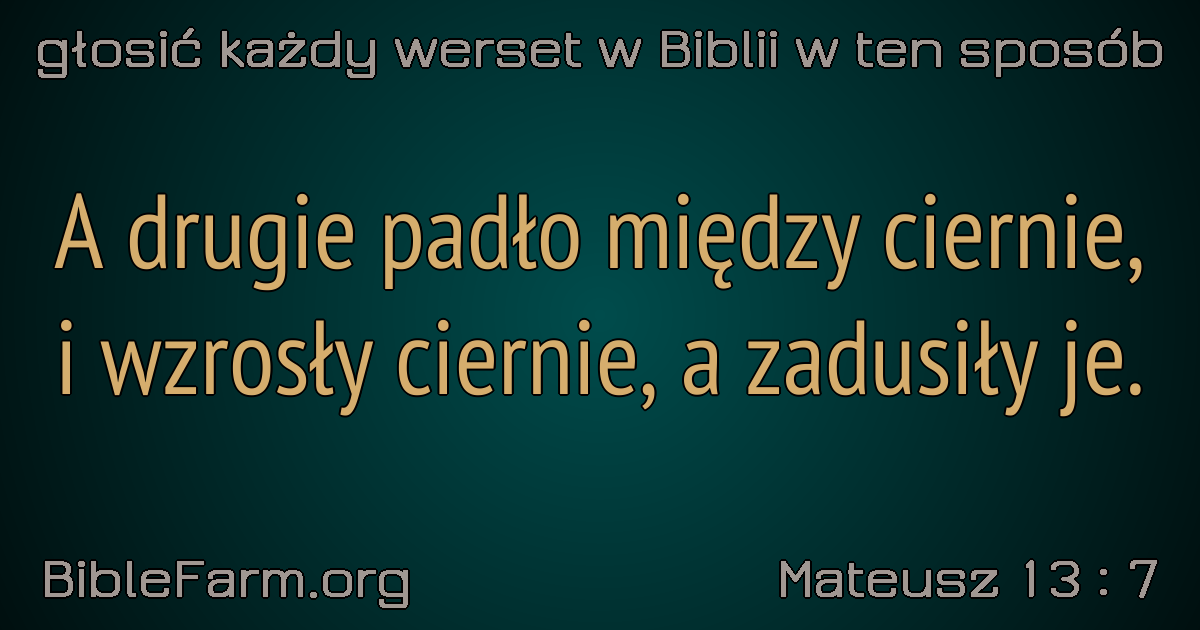 głosić każdy werset w Biblii w ten sposób
A drugie padło między ciernie,
i wzrosły ciernie, a zadusiły je.
BibleFarm.org
Mateusz 13 : 7